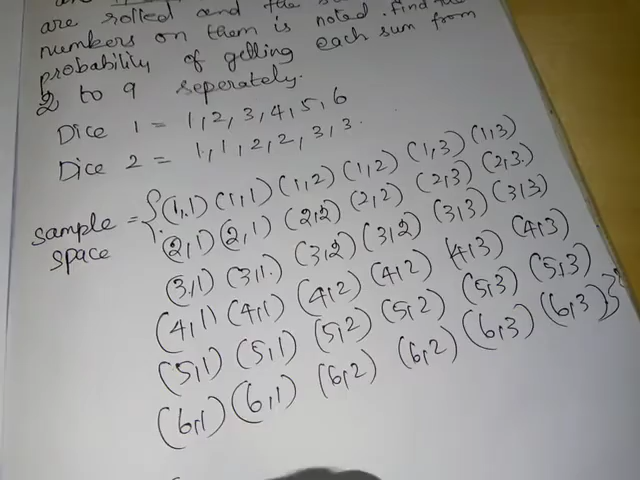 are rolled and the
numbers on them is noted. Find the
probability of getting each sum from
2 to 9 seperately.
Dice 1 = 1, 2, 3, 4, 5, 6
Dice 2 = 1, 1, 2, 2, 3, 3.
sample space = {(1,1) (1,1) (1,2) (1,2) (1,3) (1,3)
(2,1) (2,1) (2,2) (2,2) (2,3) (2,3)
(3,1) (3,1) (3,2) (3,2) (3,3) (3,3)
(4,1) (4,1) (4,2) (4,2) (4,3) (4,3)
(5,1) (5,1) (5,2) (5,2) (5,3) (5,3)
(6,1) (6,1) (6,2) (6,2) (6,3) (6,3)}